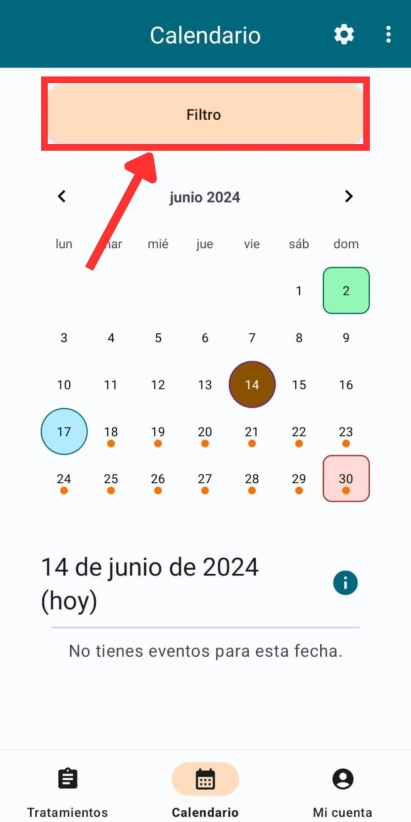 Calendario
Filtro
junio 2024
lun mar mié jue vie sáb dom
1 2
3 4 5 6 7 8 9
10 11 12 13 14 15 16
17 18 19 20 21 22 23
24 25 26 27 28 29 30
14 de junio de 2024
(hoy)
No tienes eventos para esta fecha.
Tratamientos Calendario Mi cuenta